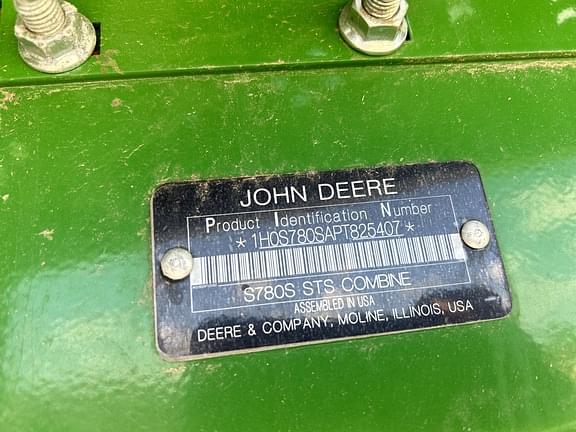 JOHN DEERE
Product Identification Number
* 1H0S780SAPT825407 *
S780S STS COMBINE
ASSEMBLED IN USA
DEERE & COMPANY, MOLINE, ILLINOIS, USA